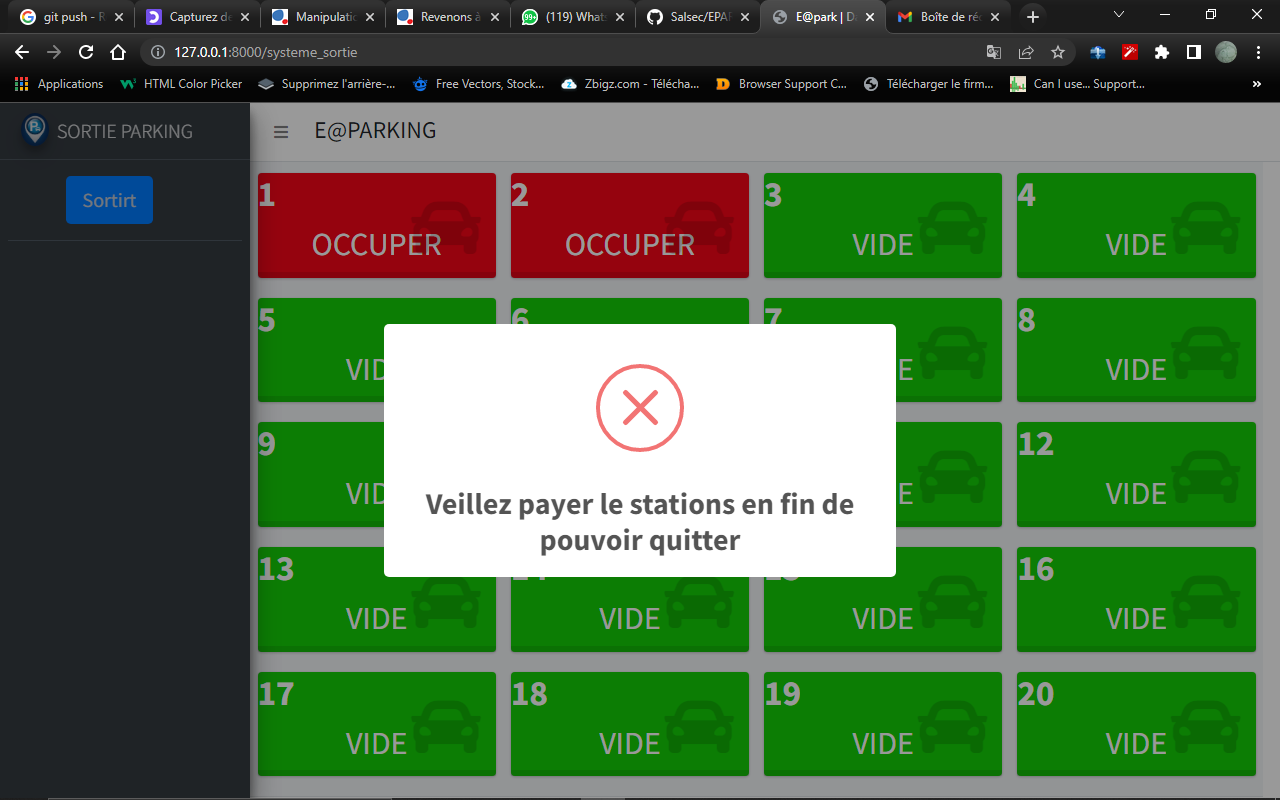 git push - R
Capturez de
Manipulatio
Revenons à
(119) Whats
Salsec/EPAR
E@park | Da
Boîte de réc
127.0.0.1:8000/systeme_sortie
Applications
HTML Color Picker
Supprimez l'arrière-...
Free Vectors, Stock...
Zbigz.com - Télécha...
Browser Support C...
Télécharger le firm...
Can I use... Support...
»
SORTIE PARKING
E@PARKING
Sortirt
1
OCCUPER
2
OCCUPER
3
VIDE
4
VIDE
5
VID
6
7
E
8
VIDE
9
VID
E
12
VIDE
Veillez payer le stations en fin de
pouvoir quitter
13
VIDE
14
VIDE
15
VIDE
16
VIDE
17
VIDE
18
VIDE
19
VIDE
20
VIDE